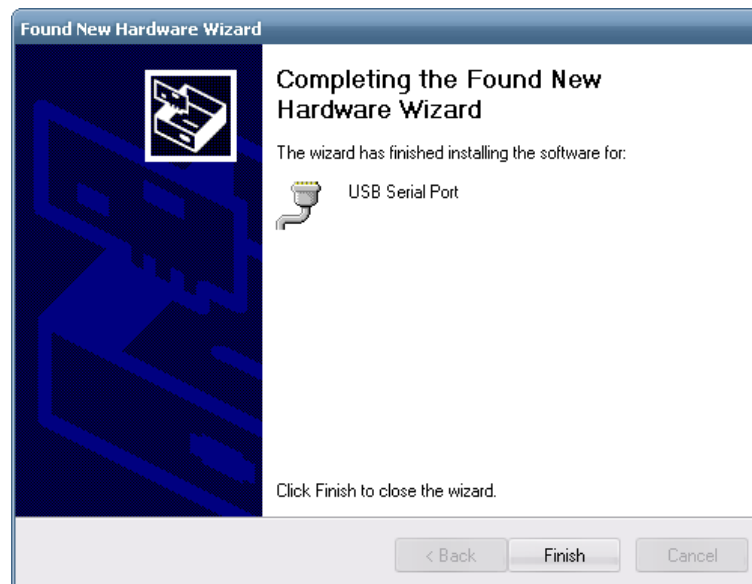 Found New Hardware Wizard
Completing the Found New
Hardware Wizard
The wizard has finished installing the software for:
USB Serial Port
Click Finish to close the wizard.
< Back
Finish
Cancel